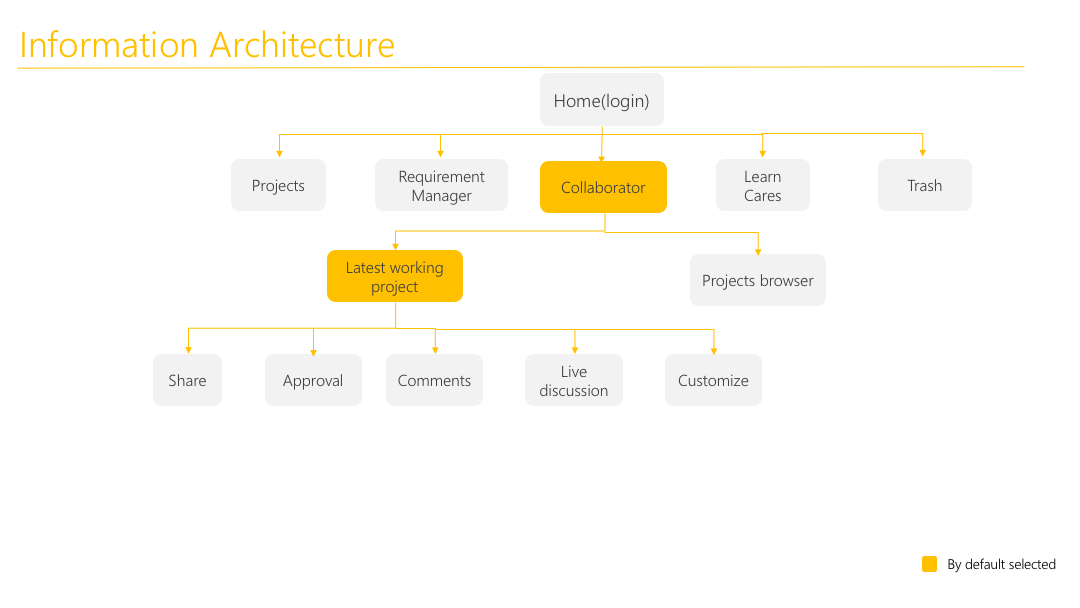 Information Architecture
Home(login)
Projects
Requirement
Manager
Collaborator
Learn
Cares
Trash
Latest working
project
Projects browser
Share
Approval
Comments
Live
discussion
Customize
By default selected